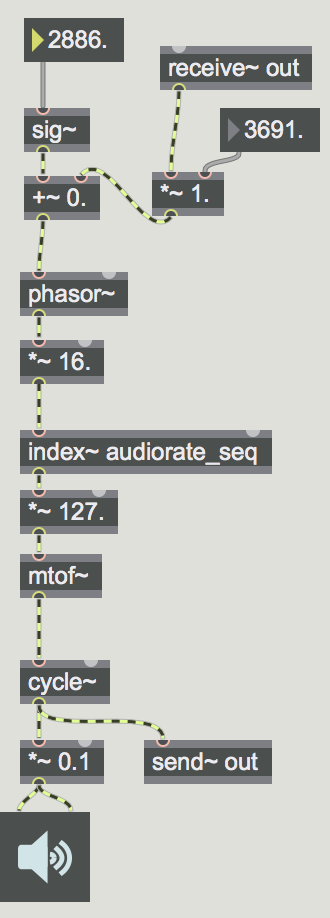 2886.
receive~ out
3691.
sig~
+~ 0.
*~ 1.
phasor~
*~ 16.
index~ audiorate_seq
*~ 127.
mtof~
cycle~
*~ 0.1
send~ out